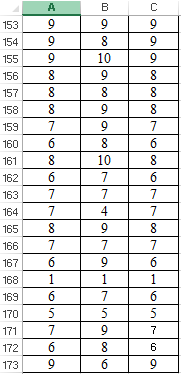 A B C
153 9 9 9
154 9 8 9
155 9 10 9
156 8 9 8
157 8 8 8
158 8 9 8
159 7 9 7
160 6 8 6
161 8 10 8
162 6 7 6
163 7 7 7
164 7 4 7
165 8 9 8
166 7 7 7
167 6 9 6
168 1 1 1
169 6 7 6
170 5 5 5
171 7 9 7
172 6 8 6
173 9 6 9